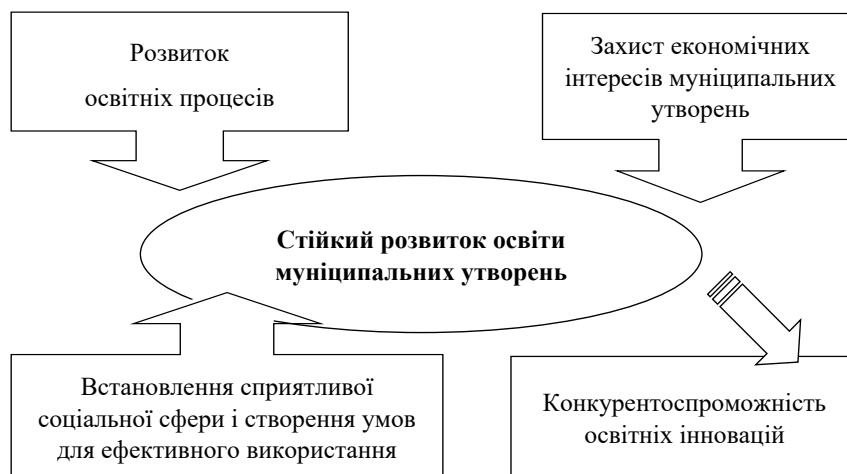 Розвиток
освітніх процесів
Захист економічних
інтересів муніципальних
утворень
Стійкий розвиток освіти
муніципальних утворень
Встановлення сприятливої
соціальної сфери і створення умов
для ефективного використання
Конкурентоспроможність
освітніх інновацій